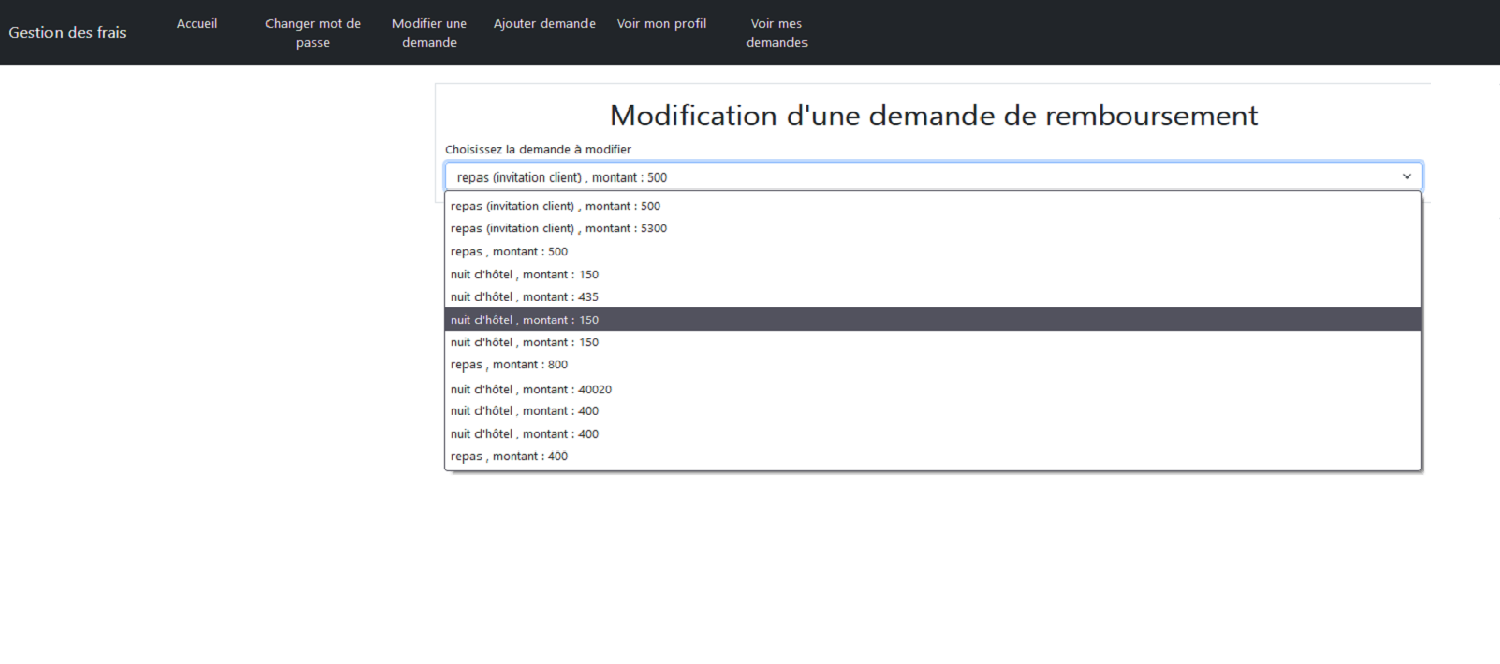 Gestion des frais
Accueil
Changer mot de
passe
Modifier une
demande
Ajouter demande
Voir mon profil
Voir mes
demandes
Modification d'une demande de remboursement
Choisissez la demande à modifier
repas (invitation client) , montant : 500
repas (invitation client) , montant : 500
repas (invitation client) , montant : 5300
repas , montant : 500
nuit d'hôtel , montant : 150
nuit d'hôtel , montant : 435
nuit d'hôtel , montant : 150
nuit d'hôtel , montant : 150
repas , montant : 800
nuit d'hôtel , montant : 40020
nuit d'hôtel , montant : 400
nuit d'hôtel , montant : 400
repas , montant : 400